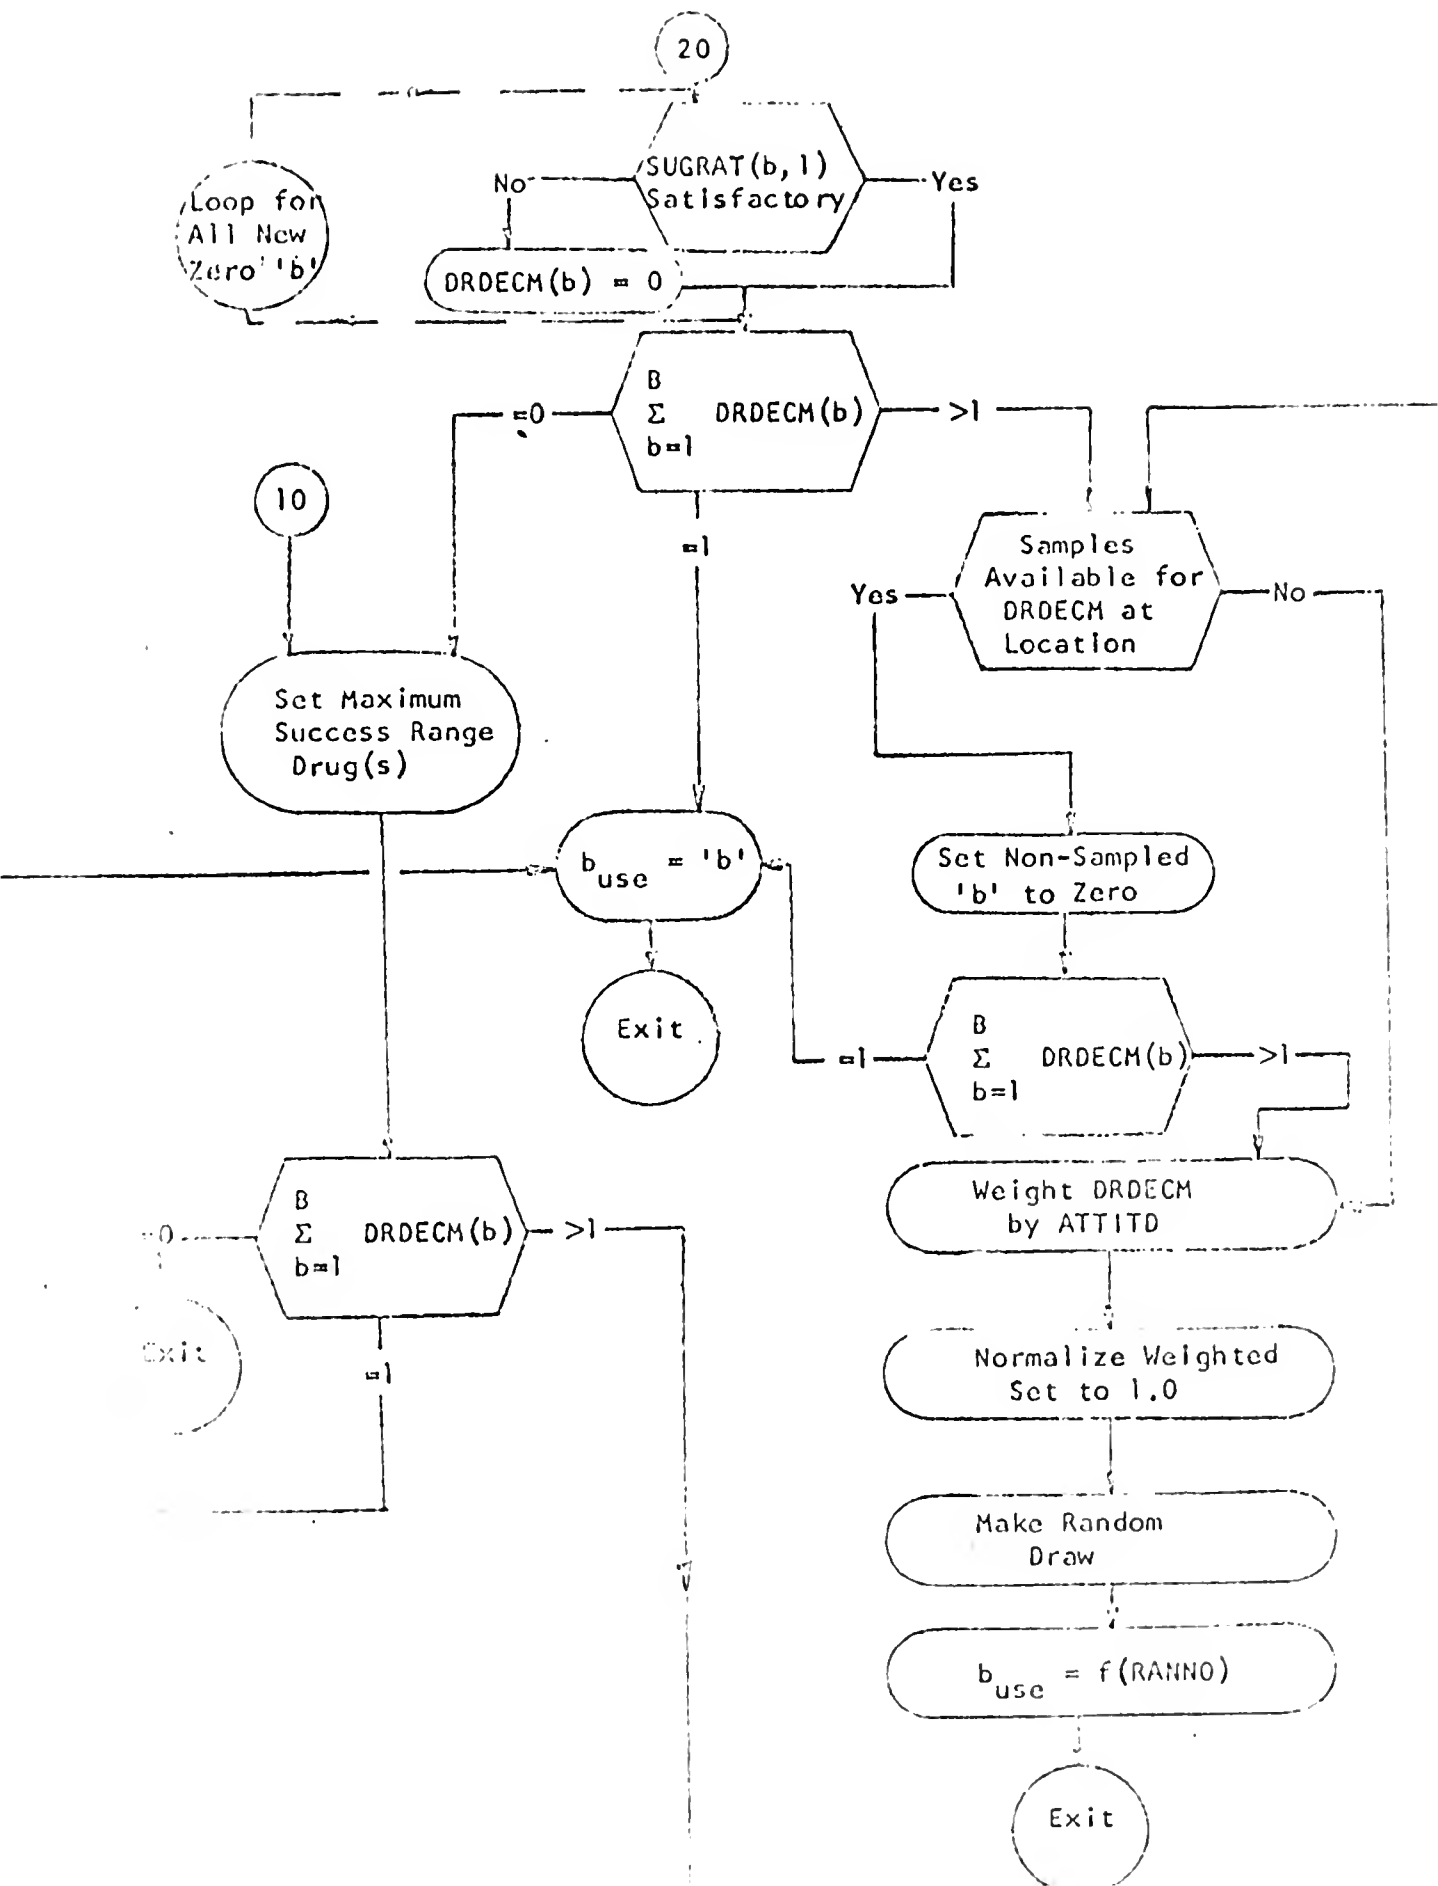 20
SUGRAT(b,1)
Satisfactory
No
Yes
Loop for
All New
Zero 'b'
DRDECM(b) = 0
B
Σ DRDECM(b)
b=1
=0
>1
=1
10
Samples
Available for
DRDECM at
Location
Yes
No
Set Maximum
Success Range
Drug(s)
b use = 'b'
Set Non-Sampled
'b' to Zero
Exit
B
Σ DRDECM(b)
b=1
=1
>1
Weight DRDECM
by ATTITD
B
Σ DRDECM(b)
b=1
=0
>1
Exit
=1
Normalize Weighted
Set to 1.0
Make Random
Draw
b use = f(RANNO)
Exit